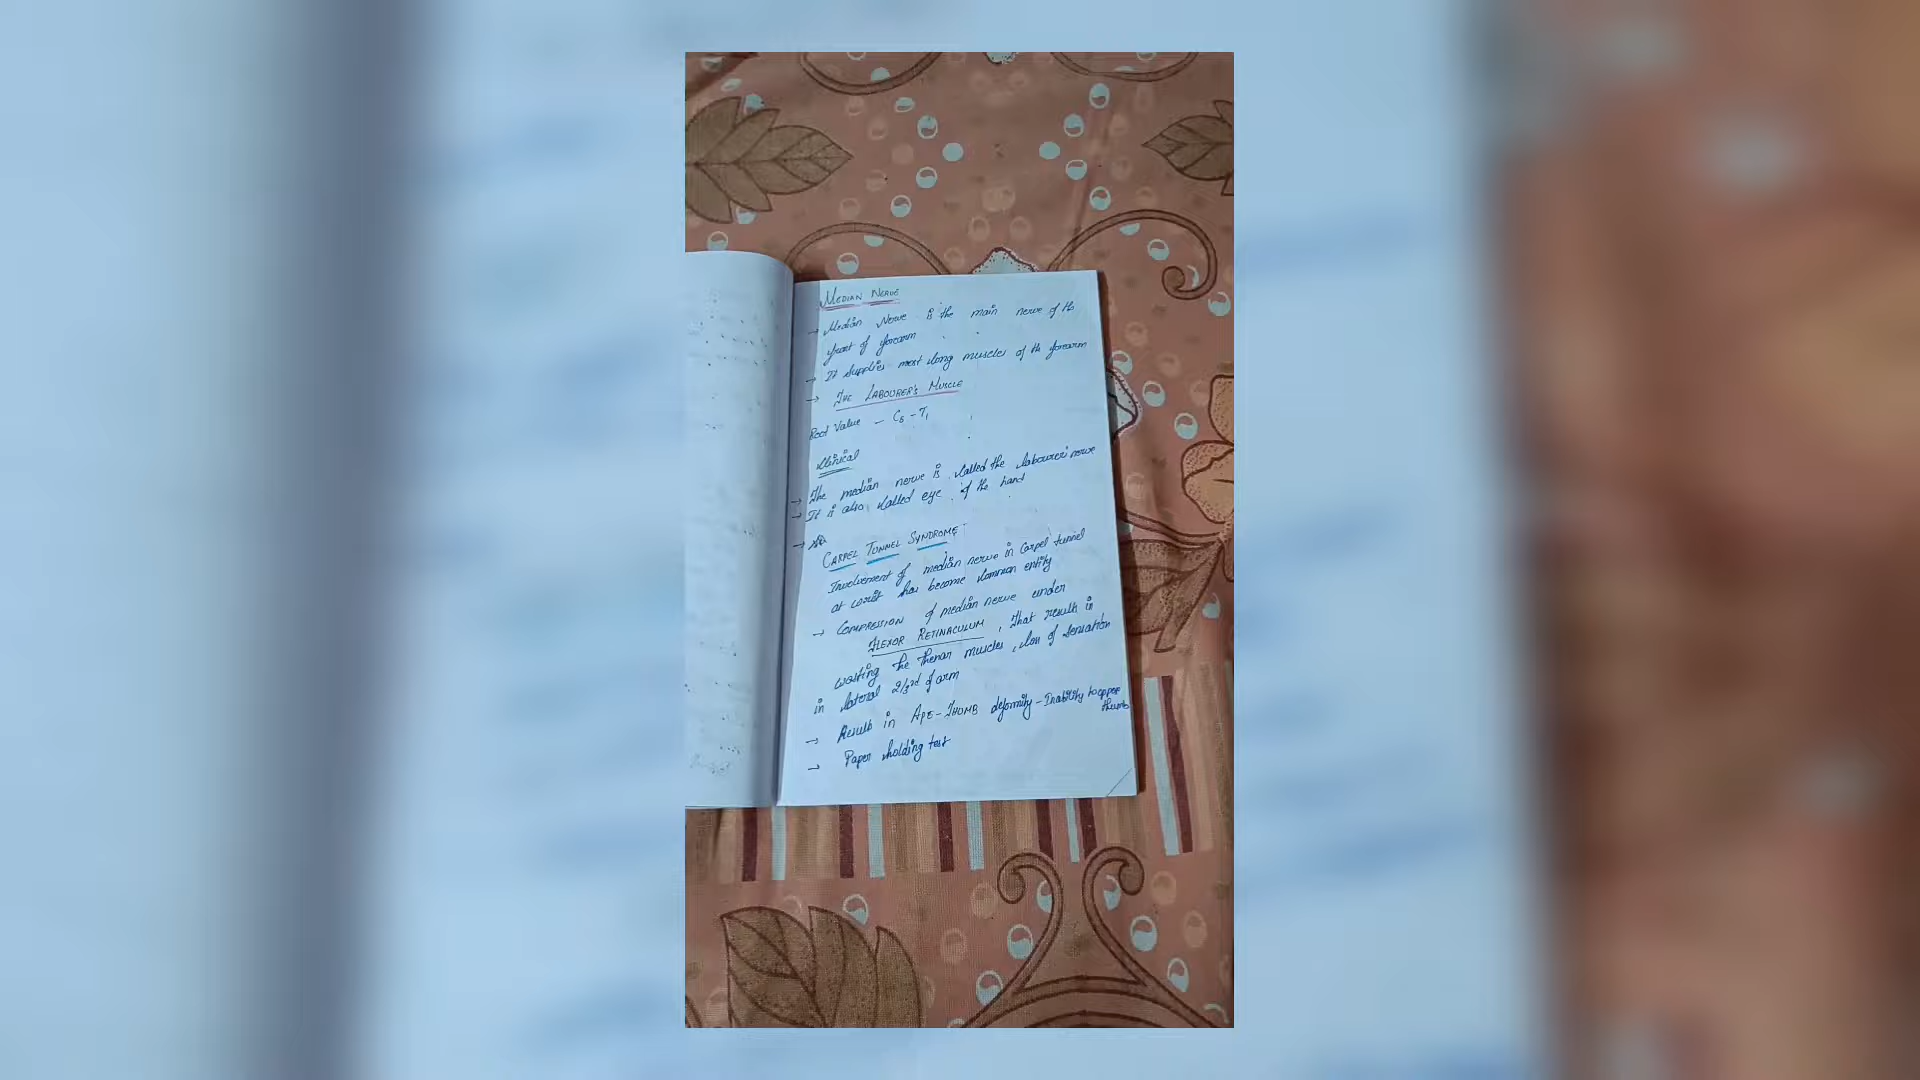 MEDIAN NERVE
→ Median Nerve is the main nerve of the
front of forearm
→ It supplies most long muscles of the forearm
→ THE LABOURER'S MUSCLE
Root Value - C5 - T1
Clinical
→ The median nerve is called the labourer nerve
→ It is also called eye of the hand
→
CARPEL TUNNEL SYNDROME
Involvement of median nerve in Carpel tunnel
at wrist has become common entity
→ COMPRESSION of median nerve under
FLEXOR RETINACULUM, that results in
wasting the thenar muscles, loss of sensation
in lateral 2/3rd of arm
→ Results in APE-THUMB deformity - Inability to oppose
thumb
→ Paper holding test